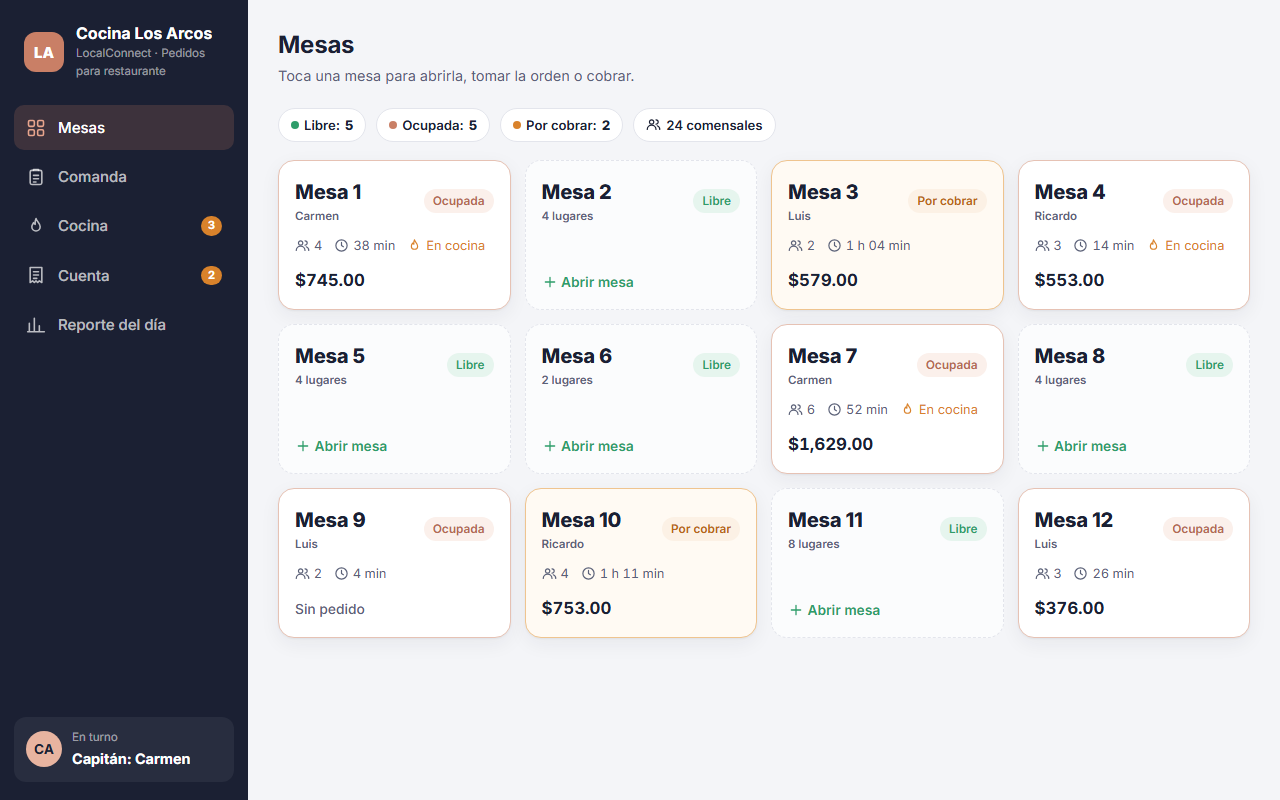 LA
Cocina Los Arcos
LocalConnect · Pedidos
para restaurante
Mesas
Comanda
Cocina 3
Cuenta 2
Reporte del día
En turno
CA
Capitán: Carmen
Mesas
Toca una mesa para abrirla, tomar la orden o cobrar.
Libre: 5 Ocupada: 5 Por cobrar: 2 24 comensales
Mesa 1
Ocupada
Carmen
4 38 min En cocina
$745.00
Mesa 2
Libre
4 lugares
+ Abrir mesa
Mesa 3
Por cobrar
Luis
2 1 h 04 min
$579.00
Mesa 4
Ocupada
Ricardo
3 14 min En cocina
$553.00
Mesa 5
Libre
4 lugares
+ Abrir mesa
Mesa 6
Libre
2 lugares
+ Abrir mesa
Mesa 7
Ocupada
Carmen
6 52 min En cocina
$1,629.00
Mesa 8
Libre
4 lugares
+ Abrir mesa
Mesa 9
Ocupada
Luis
2 4 min
Sin pedido
Mesa 10
Por cobrar
Ricardo
4 1 h 11 min
$753.00
Mesa 11
Libre
8 lugares
+ Abrir mesa
Mesa 12
Ocupada
Luis
3 26 min
$376.00